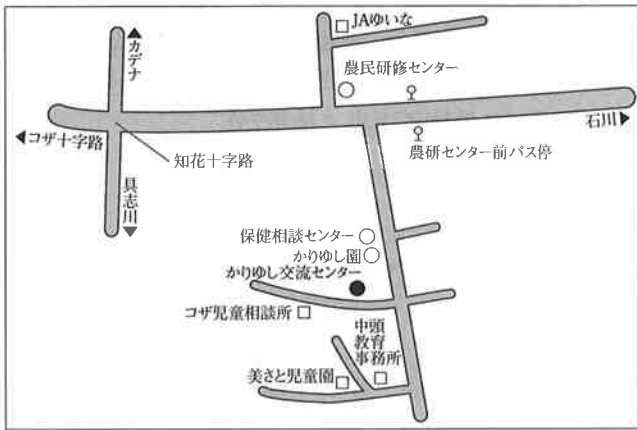 JAゆいな
カデナ
農民研修センター
コザ十字路
石川
知花十字路
農研センター前バス停
具志川
保健相談センター
かりゆし園
かりゆし交流センター
コザ児童相談所
中頭
教育
事務所
美さと児童園